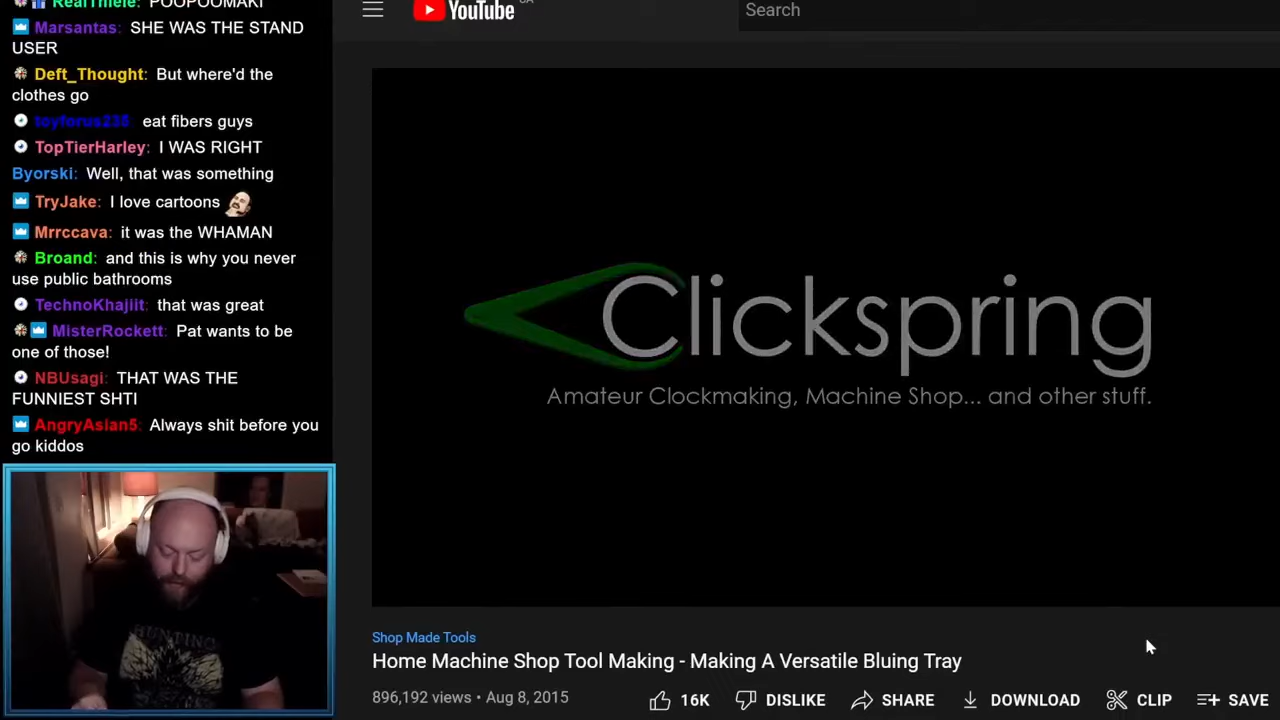 RealThiele: POOPOOMAKI
Marsantas: SHE WAS THE STAND
USER
Deft_Thought: But where'd the
clothes go
toyforus235: eat fibers guys
TopTierHarley: I WAS RIGHT
Byorski: Well, that was something
TryJake: I love cartoons
Mrrccava: it was the WHAMAN
Broand: and this is why you never
use public bathrooms
TechnoKhajiit: that was great
MisterRockett: Pat wants to be
one of those!
NBUsagi: THAT WAS THE
FUNNIEST SHTI
AngryAsian5: Always shit before you
go kiddos
HUNTING
YouTube
Search
Clickspring
Amateur Clockmaking, Machine Shop... and other stuff.
Shop Made Tools
Home Machine Shop Tool Making - Making A Versatile Bluing Tray
896,192 views • Aug 8, 2015
16K
DISLIKE
SHARE
DOWNLOAD
CLIP
SAVE